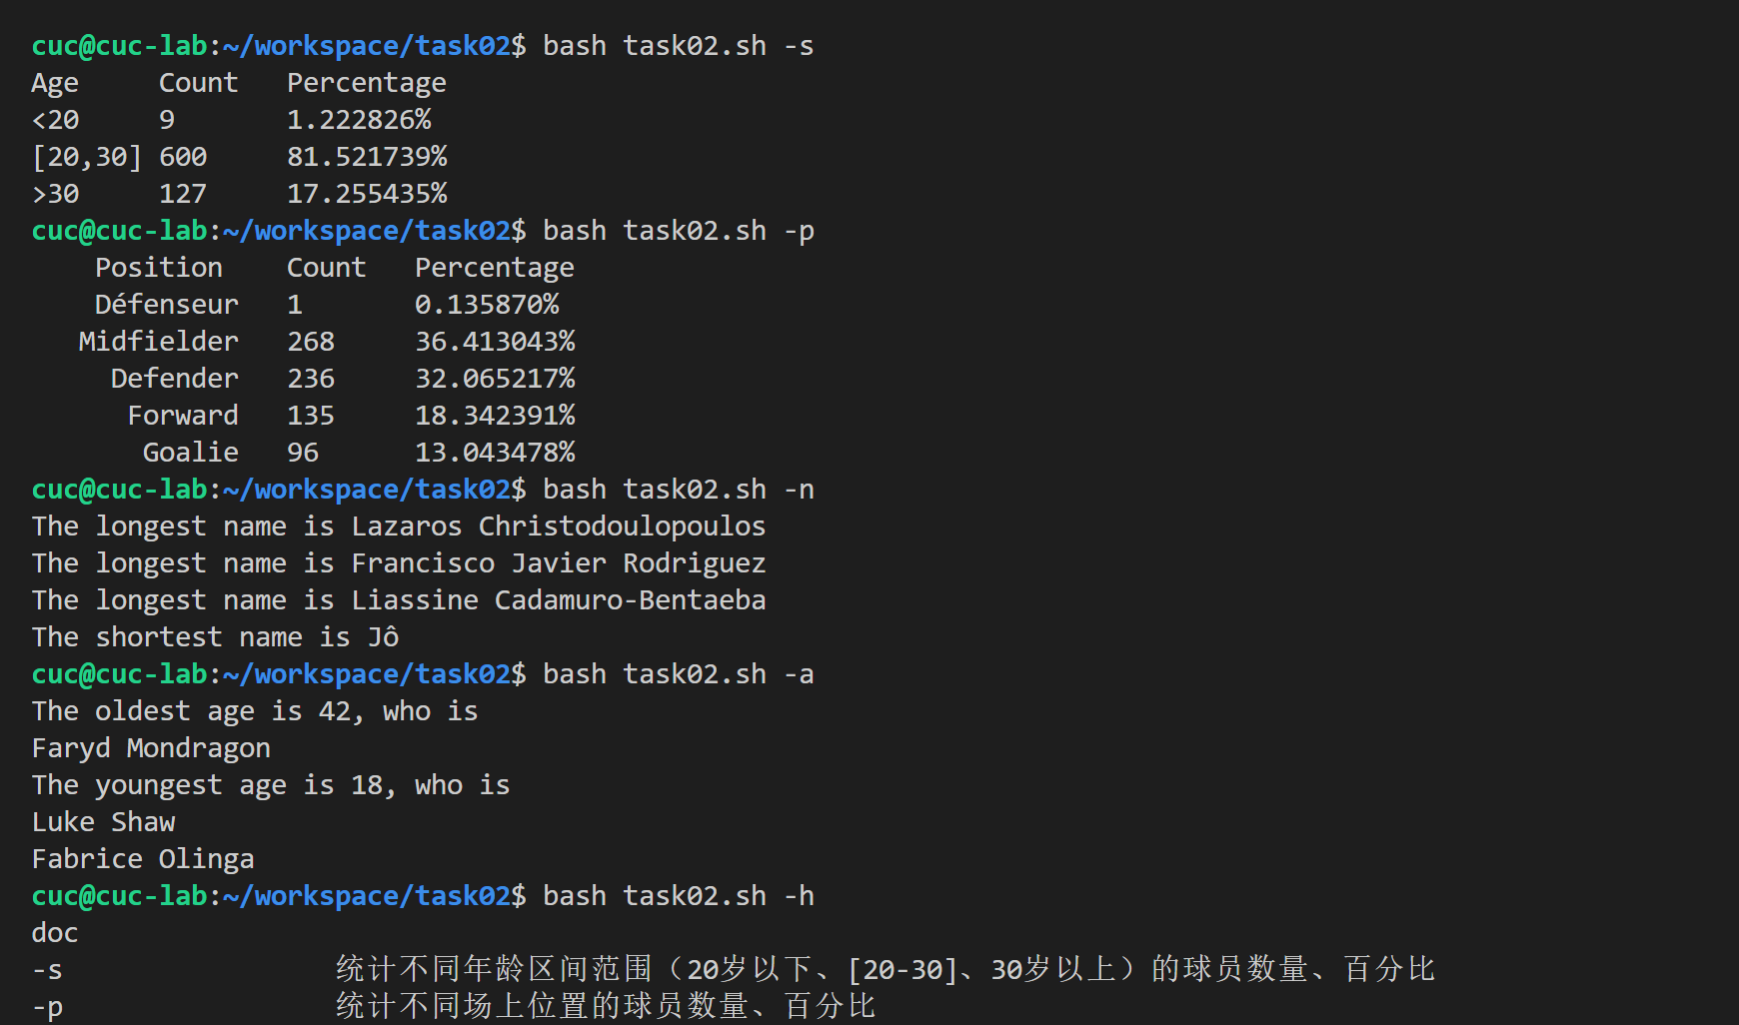 cuc@cuc-lab:~/workspace/task02$ bash task02.sh -s
Age     Count   Percentage
<20     9       1.222826%
[20,30] 600     81.521739%
>30     127     17.255435%
cuc@cuc-lab:~/workspace/task02$ bash task02.sh -p
    Position    Count   Percentage
    Défenseur   1       0.135870%
   Midfielder   268     36.413043%
     Defender   236     32.065217%
      Forward   135     18.342391%
       Goalie   96      13.043478%
cuc@cuc-lab:~/workspace/task02$ bash task02.sh -n
The longest name is Lazaros Christodoulopoulos
The longest name is Francisco Javier Rodriguez
The longest name is Liassine Cadamuro-Bentaeba
The shortest name is Jô
cuc@cuc-lab:~/workspace/task02$ bash task02.sh -a
The oldest age is 42, who is
Faryd Mondragon
The youngest age is 18, who is
Luke Shaw
Fabrice Olinga
cuc@cuc-lab:~/workspace/task02$ bash task02.sh -h
doc
-s                 统计不同年龄区间范围（20岁以下、[20-30]、30岁以上）的球员数量、百分比
-p                 统计不同场上位置的球员数量、百分比